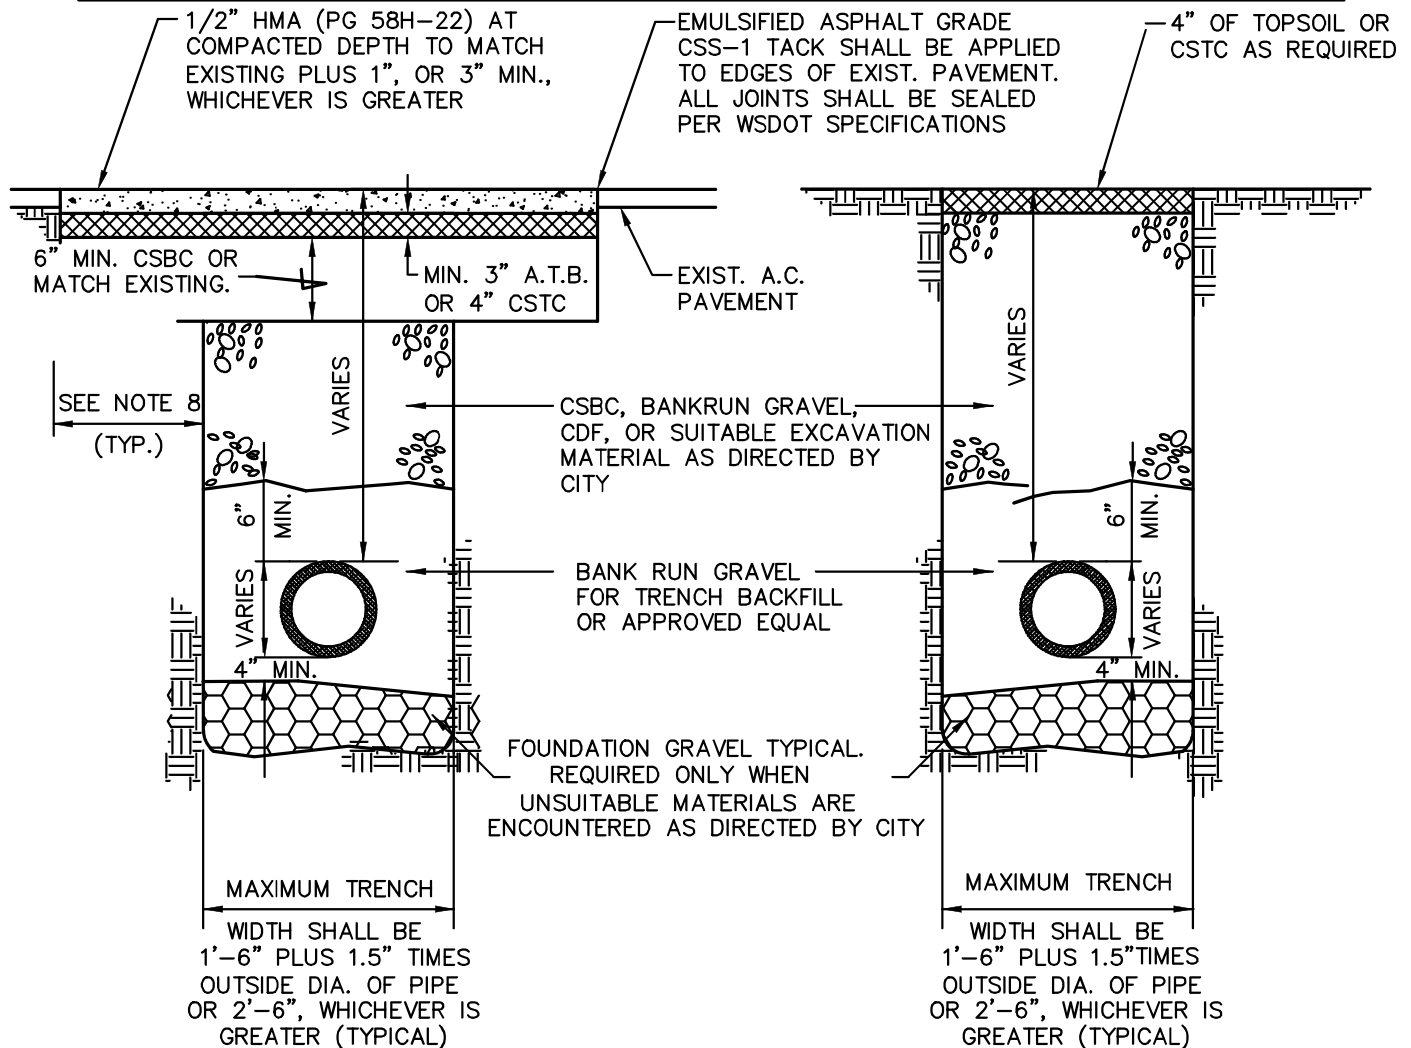 1/2" HMA (PG 58H-22) AT
COMPACTED DEPTH TO MATCH
EXISTING PLUS 1", OR 3" MIN.,
WHICHEVER IS GREATER
EMULSIFIED ASPHALT GRADE
CSS-1 TACK SHALL BE APPLIED
TO EDGES OF EXIST. PAVEMENT.
ALL JOINTS SHALL BE SEALED
PER WSDOT SPECIFICATIONS
4" OF TOPSOIL OR
CSTC AS REQUIRED
6" MIN. CSBC OR
MATCH EXISTING.
MIN. 3" A.T.B.
OR 4" CSTC
EXIST. A.C.
PAVEMENT
VARIES
VARIES
SEE NOTE 8
(TYP.)
CSBC, BANKRUN GRAVEL,
CDF, OR SUITABLE EXCAVATION
MATERIAL AS DIRECTED BY
CITY
6"
MIN.
6"
MIN.
VARIES
BANK RUN GRAVEL
FOR TRENCH BACKFILL
OR APPROVED EQUAL
VARIES
4" MIN.
4" MIN.
FOUNDATION GRAVEL TYPICAL.
REQUIRED ONLY WHEN
UNSUITABLE MATERIALS ARE
ENCOUNTERED AS DIRECTED BY CITY
MAXIMUM TRENCH
WIDTH SHALL BE
1'-6" PLUS 1.5" TIMES
OUTSIDE DIA. OF PIPE
OR 2'-6", WHICHEVER IS
GREATER (TYPICAL)
MAXIMUM TRENCH
WIDTH SHALL BE
1'-6" PLUS 1.5"TIMES
OUTSIDE DIA. OF PIPE
OR 2'-6", WHICHEVER IS
GREATER (TYPICAL)